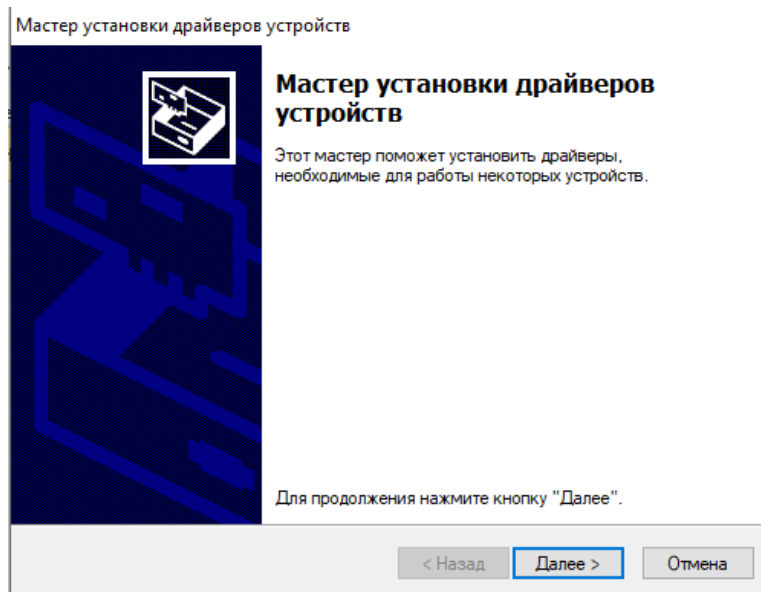 Мастер установки драйверов устройств
Мастер установки драйверов
устройств
Этот мастер поможет установить драйверы,
необходимые для работы некоторых устройств.
Для продолжения нажмите кнопку "Далее".
< Назад
Далее >
Отмена